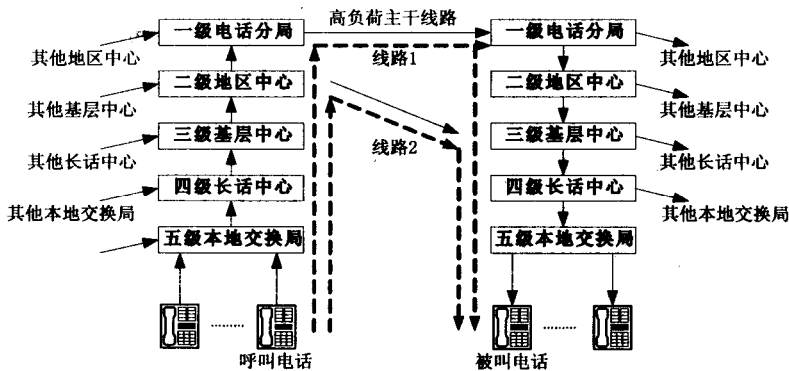 高负荷主干线路
一级电话分局
一级电话分局
其他地区中心
线路1
其他地区中心
二级地区中心
二级地区中心
其他基层中心
其他基层中心
三级基层中心
线路2
三级基层中心
其他长话中心
其他长话中心
四级长话中心
四级长话中心
其他本地交换局
其他本地交换局
五级本地交换局
五级本地交换局
呼叫电话
被叫电话